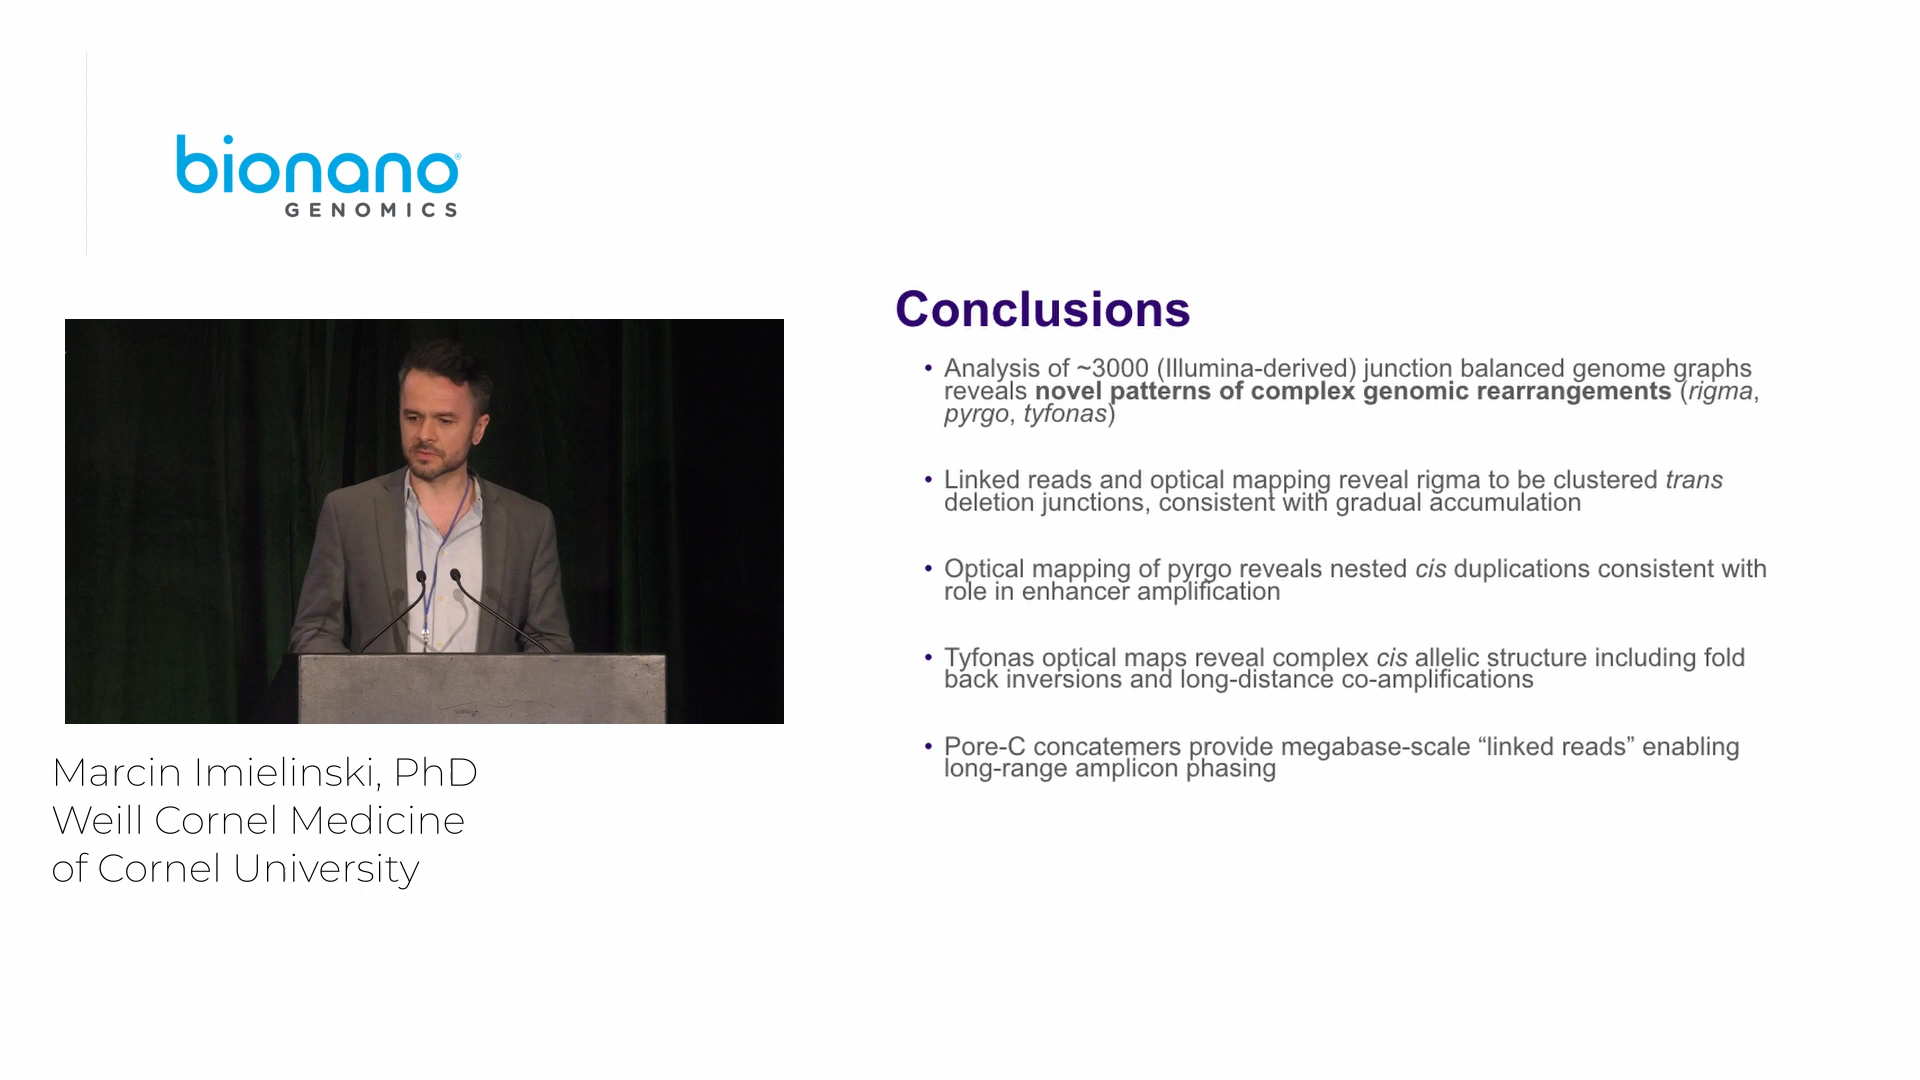 bionano
GENOMICS
Conclusions
• Analysis of ~3000 (Illumina-derived) junction balanced genome graphs
reveals novel patterns of complex genomic rearrangements (rigma,
pyrgo, tyfonas)
• Linked reads and optical mapping reveal rigma to be clustered trans
deletion junctions, consistent with gradual accumulation
• Optical mapping of pyrgo reveals nested cis duplications consistent with
role in enhancer amplification
• Tyfonas optical maps reveal complex cis allelic structure including fold
back inversions and long-distance co-amplifications
• Pore-C concatemers provide megabase-scale “linked reads” enabling
long-range amplicon phasing
Marcin Imielinski, PhD
Weill Cornel Medicine
of Cornel University